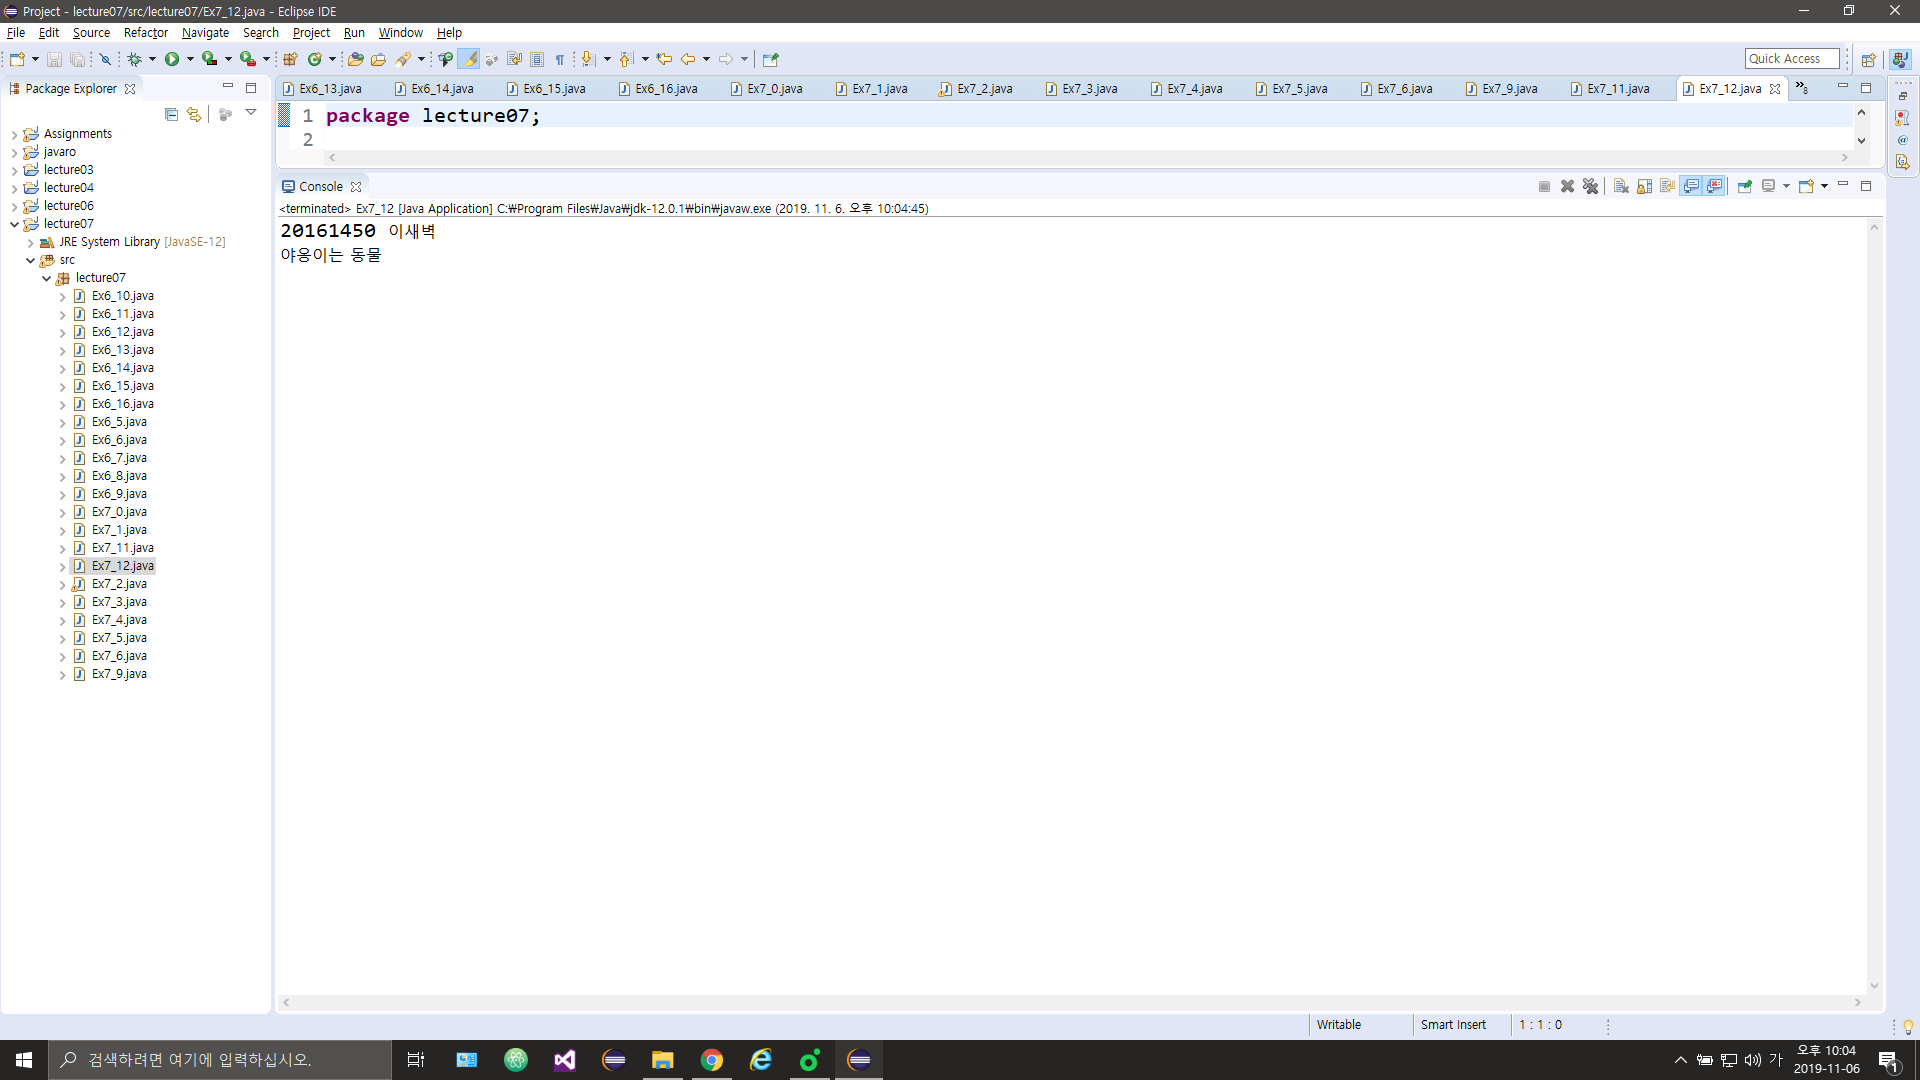 Project - lecture07/src/lecture07/Ex7_12.java - Eclipse IDE
File Edit Source Refactor Navigate Search Project Run Window Help
Quick Access
Package Explorer
Ex6_13.java Ex6_14.java Ex6_15.java Ex6_16.java Ex7_0.java Ex7_1.java Ex7_2.java Ex7_3.java Ex7_4.java Ex7_5.java Ex7_6.java Ex7_9.java Ex7_11.java Ex7_12.java »8
1 package lecture07;
2
Console
<terminated> Ex7_12 [Java Application] C:₩Program Files₩Java₩jdk-12.0.1₩bin₩javaw.exe (2019. 11. 6. 오후 10:04:45)
20161450 이새벽
야옹이는 동물
Assignments
javaro
lecture03
lecture04
lecture06
lecture07
JRE System Library [JavaSE-12]
src
lecture07
Ex6_10.java
Ex6_11.java
Ex6_12.java
Ex6_13.java
Ex6_14.java
Ex6_15.java
Ex6_16.java
Ex6_5.java
Ex6_6.java
Ex6_7.java
Ex6_8.java
Ex6_9.java
Ex7_0.java
Ex7_1.java
Ex7_11.java
Ex7_12.java
Ex7_2.java
Ex7_3.java
Ex7_4.java
Ex7_5.java
Ex7_6.java
Ex7_9.java
Writable Smart Insert 1 : 1 : 0
검색하려면 여기에 입력하십시오.
가
오후 10:04
2019-11-06
1